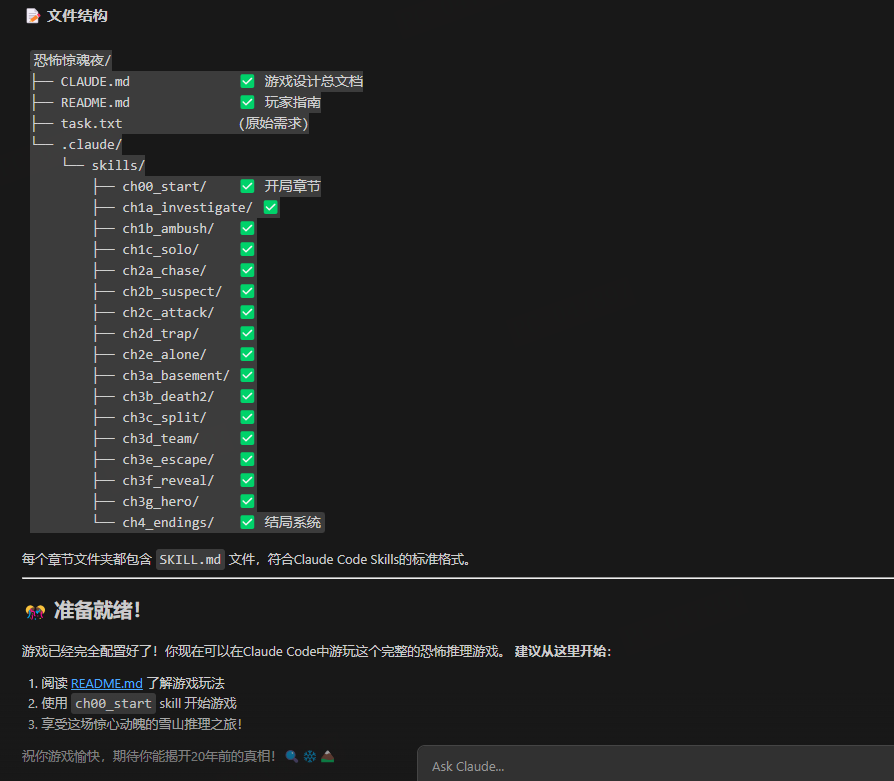 📝 文件结构
恐怖惊魂夜/
├── CLAUDE.md ✅ 游戏设计总文档
├── README.md ✅ 玩家指南
├── task.txt (原始需求)
└── .claude/
└── skills/
├── ch00_start/ ✅ 开局章节
├── ch1a_investigate/ ✅
├── ch1b_ambush/ ✅
├── ch1c_solo/ ✅
├── ch2a_chase/ ✅
├── ch2b_suspect/ ✅
├── ch2c_attack/ ✅
├── ch2d_trap/ ✅
├── ch2e_alone/ ✅
├── ch3a_basement/ ✅
├── ch3b_death2/ ✅
├── ch3c_split/ ✅
├── ch3d_team/ ✅
├── ch3e_escape/ ✅
├── ch3f_reveal/ ✅
├── ch3g_hero/ ✅
└── ch4_endings/ ✅ 结局系统
每个章节文件夹都包含 SKILL.md 文件，符合Claude Code Skills的标准格式。
🎊 准备就绪！
游戏已经完全配置好了！你现在可以在Claude Code中游玩这个完整的恐怖推理游戏。 建议从这里开始：
1. 阅读 README.md 了解游戏玩法
2. 使用 ch00_start skill 开始游戏
3. 享受这场惊心动魄的雪山推理之旅！
祝你游戏愉快，期待你能揭开20年前的真相！ 🔍 ❄️ 🏔️
Ask Claude...